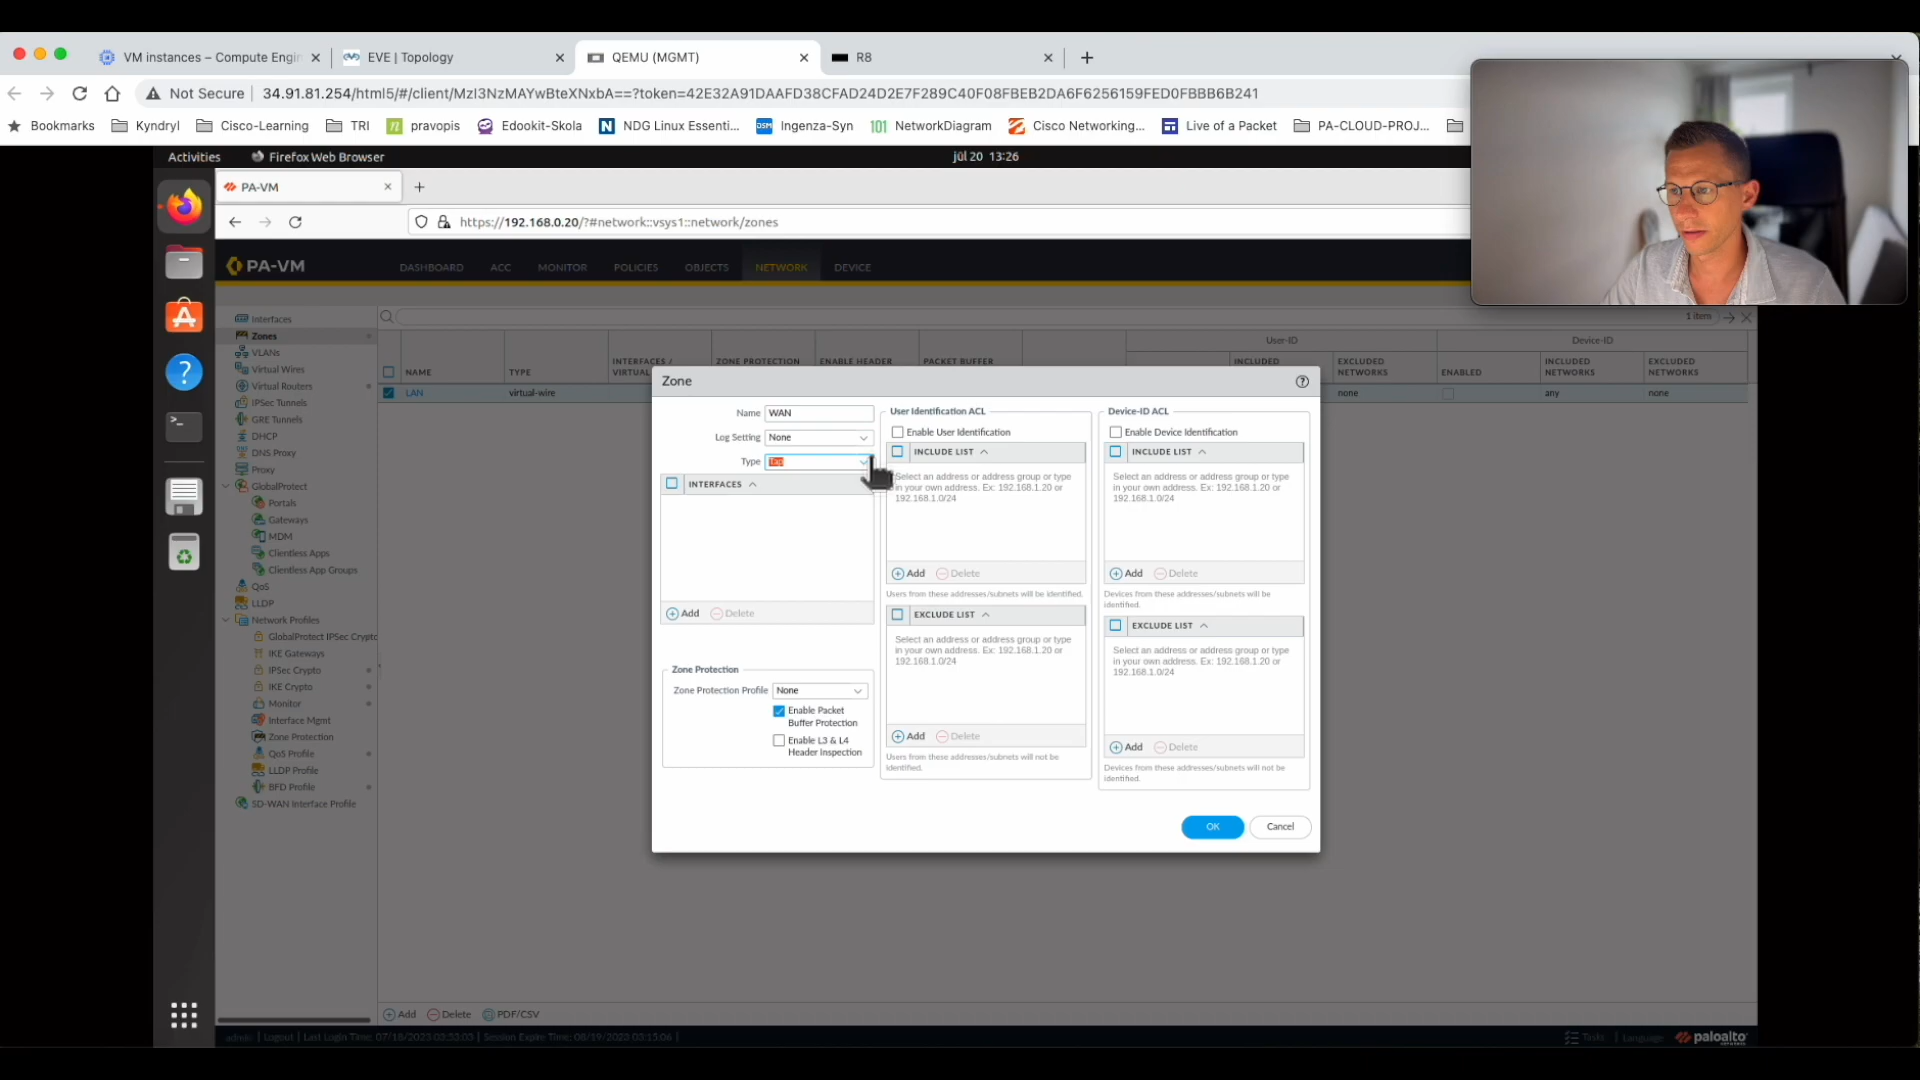 VM instances – Compute Engin
EVE | Topology
QEMU (MGMT)
R8
Not Secure
34.91.81.254/html5/#/client/MzI3NzMAYwBteXNxbA==?token=42E32A91DAAFD38CFAD24D2E7F289C40F08FBEB2DA6F6256159FED0FBBB6B241
Bookmarks
Kyndryl
Cisco-Learning
TRI
pravopis
Edookit-Skola
NDG Linux Essenti...
Ingenza-Syn
101 NetworkDiagram
Cisco Networking...
Live of a Packet
PA-CLOUD-PROJ...
Activities
Firefox Web Browser
júl 20 13:26
PA-VM
https://192.168.0.20/?#network::vsys1::network/zones
PA-VM
DASHBOARD
ACC
MONITOR
POLICIES
OBJECTS
NETWORK
DEVICE
Interfaces
Zones
VLANs
Virtual Wires
Virtual Routers
IPSec Tunnels
GRE Tunnels
DHCP
DNS Proxy
Proxy
GlobalProtect
Portals
Gateways
MDM
Clientless Apps
Clientless App Groups
QoS
LLDP
Network Profiles
GlobalProtect IPSec Crypto
IKE Gateways
IPSec Crypto
IKE Crypto
Monitor
Interface Mgmt
Zone Protection
QoS Profile
LLDP Profile
BFD Profile
SD-WAN Interface Profile
1 item
User-ID
Device-ID
NAME
TYPE
INTERFACES /
VIRTUAL
ZONE PROTECTION
ENABLE HEADER
PACKET BUFFER
INCLUDED
EXCLUDED
NETWORKS
ENABLED
INCLUDED
NETWORKS
EXCLUDED
NETWORKS
LAN
virtual-wire
none
any
none
Zone
Name WAN
Log Setting None
Type Tap
INTERFACES
Add
Delete
Zone Protection
Zone Protection Profile None
Enable Packet
Buffer Protection
Enable L3 & L4
Header Inspection
User Identification ACL
Enable User Identification
INCLUDE LIST
Select an address or address group or type
in your own address. Ex: 192.168.1.20 or
192.168.1.0/24
Add
Delete
Users from these addresses/subnets will be identified.
EXCLUDE LIST
Select an address or address group or type
in your own address. Ex: 192.168.1.20 or
192.168.1.0/24
Add
Delete
Users from these addresses/subnets will not be
identified.
Device-ID ACL
Enable Device Identification
INCLUDE LIST
Select an address or address group or type
in your own address. Ex: 192.168.1.20 or
192.168.1.0/24
Add
Delete
Devices from these addresses/subnets will be
identified.
EXCLUDE LIST
Select an address or address group or type
in your own address. Ex: 192.168.1.20 or
192.168.1.0/24
Add
Delete
Devices from these addresses/subnets will not be
identified.
OK
Cancel
Add
Delete
PDF/CSV
admin | Logout | Last Login Time: 07/18/2023 03:53:03 | Session Expire Time: 08/19/2023 03:15:06 |
Tasks | Language
paloalto
NETWORKS